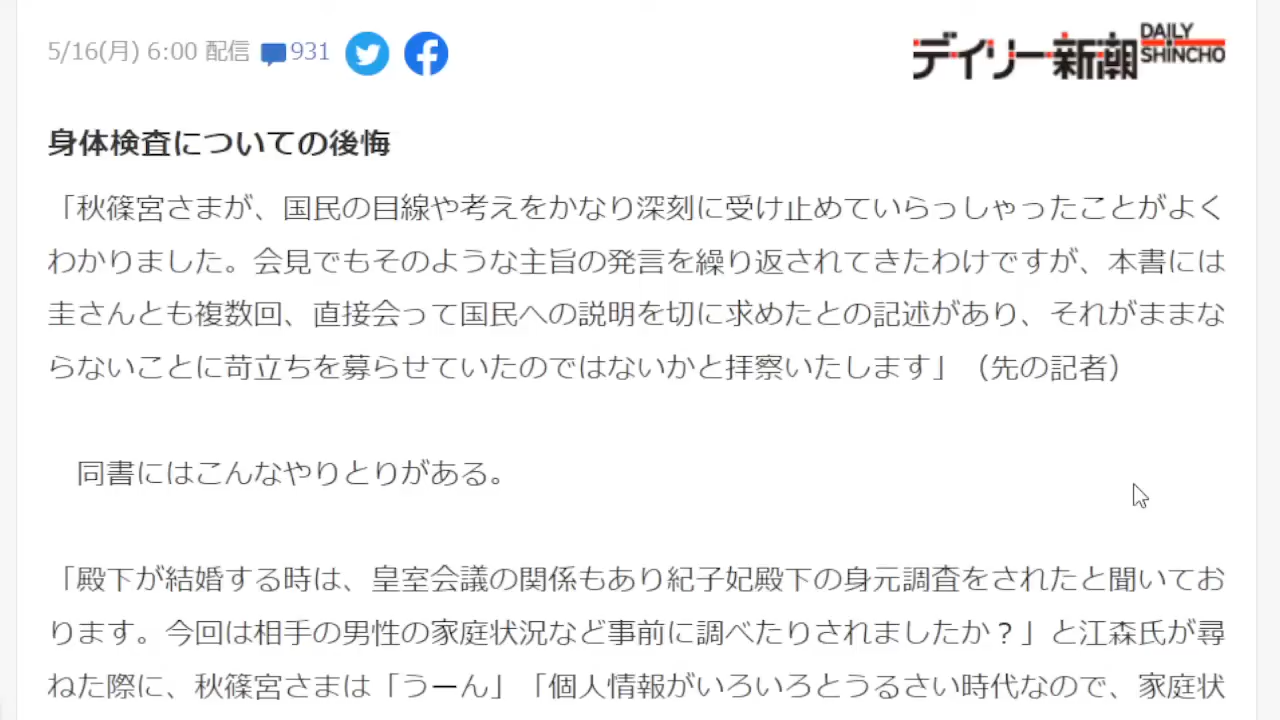 5/16(月) 6:00 配信 931
デイリー新潮 DAILY SHINCHO
身体検査についての後悔
「秋篠宮さまが、国民の目線や考えをかなり深刻に受け止めていらっしゃったことがよく
わかりました。会見でもそのような主旨の発言を繰り返されてきたわけですが、本書には
圭さんとも複数回、直接会って国民への説明を切に求めたとの記述があり、それがままな
らないことに苛立ちを募らせていたのではないかと拝察いたします」（先の記者）
同書にはこんなやりとりがある。
「殿下が結婚する時は、皇室会議の関係もあり紀子妃殿下の身元調査をされたと聞いてお
ります。今回は相手の男性の家庭状況など事前に調べたりされましたか？」と江森氏が尋
ねた際に、秋篠宮さまは「うーん」「個人情報がいろいろとうるさい時代なので、家庭状